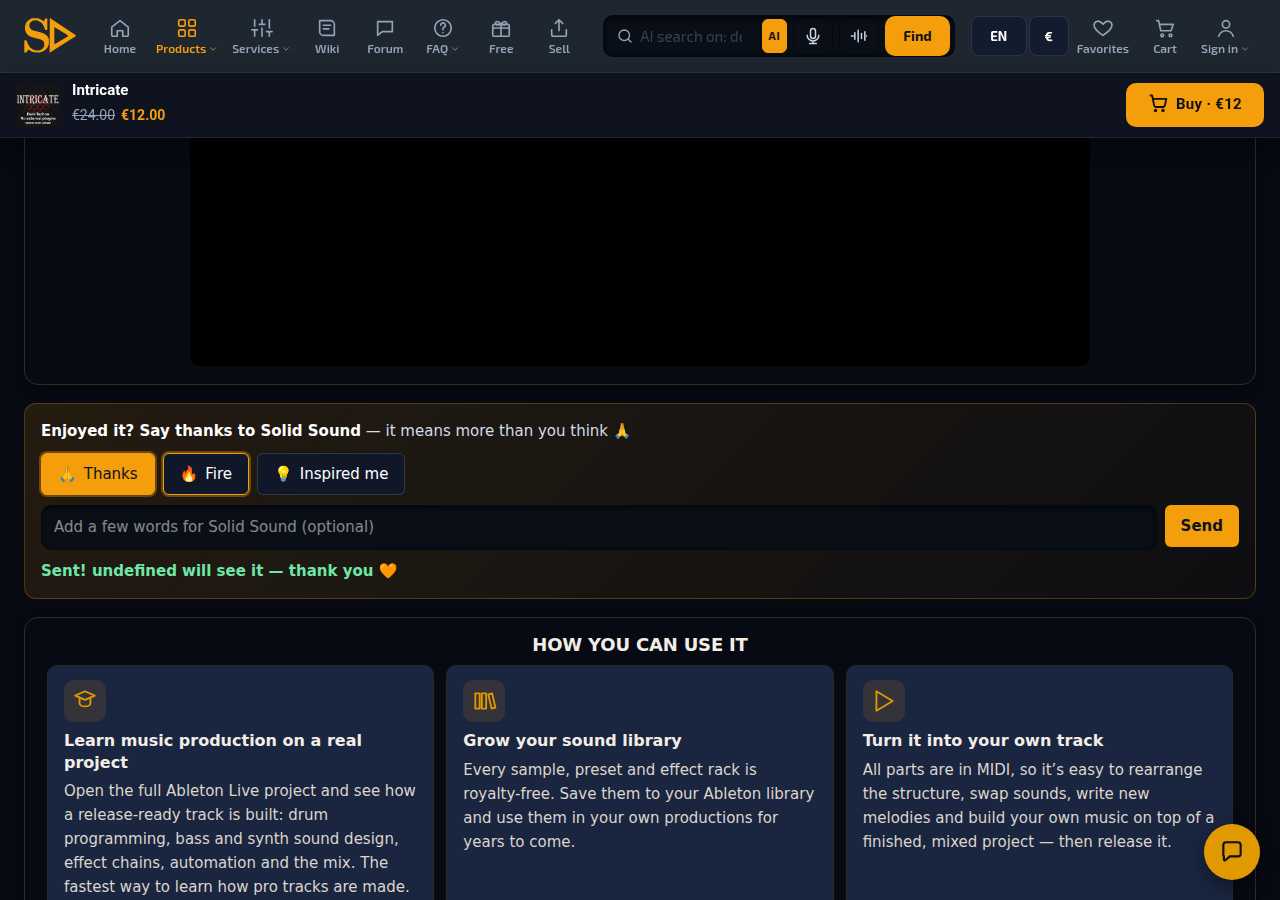 SD
Home
Products
Services
Wiki
Forum
FAQ
Free
Sell
AI search on:
AI
Find
EN
€
Favorites
Cart
Sign in
INTRICATE
Intricate
€24.00 €12.00
Buy · €12
Enjoyed it? Say thanks to Solid Sound — it means more than you think 🙏
🙏 Thanks
🔥 Fire
💡 Inspired me
Add a few words for Solid Sound (optional)
Send
Sent! undefined will see it — thank you 🧡
HOW YOU CAN USE IT
Learn music production on a real
project
Open the full Ableton Live project and see how
a release-ready track is built: drum
programming, bass and synth sound design,
effect chains, automation and the mix. The
fastest way to learn how pro tracks are made.
Grow your sound library
Every sample, preset and effect rack is
royalty-free. Save them to your Ableton library
and use them in your own productions for
years to come.
Turn it into your own track
All parts are in MIDI, so it’s easy to rearrange
the structure, swap sounds, write new
melodies and build your own music on top of a
finished, mixed project — then release it.